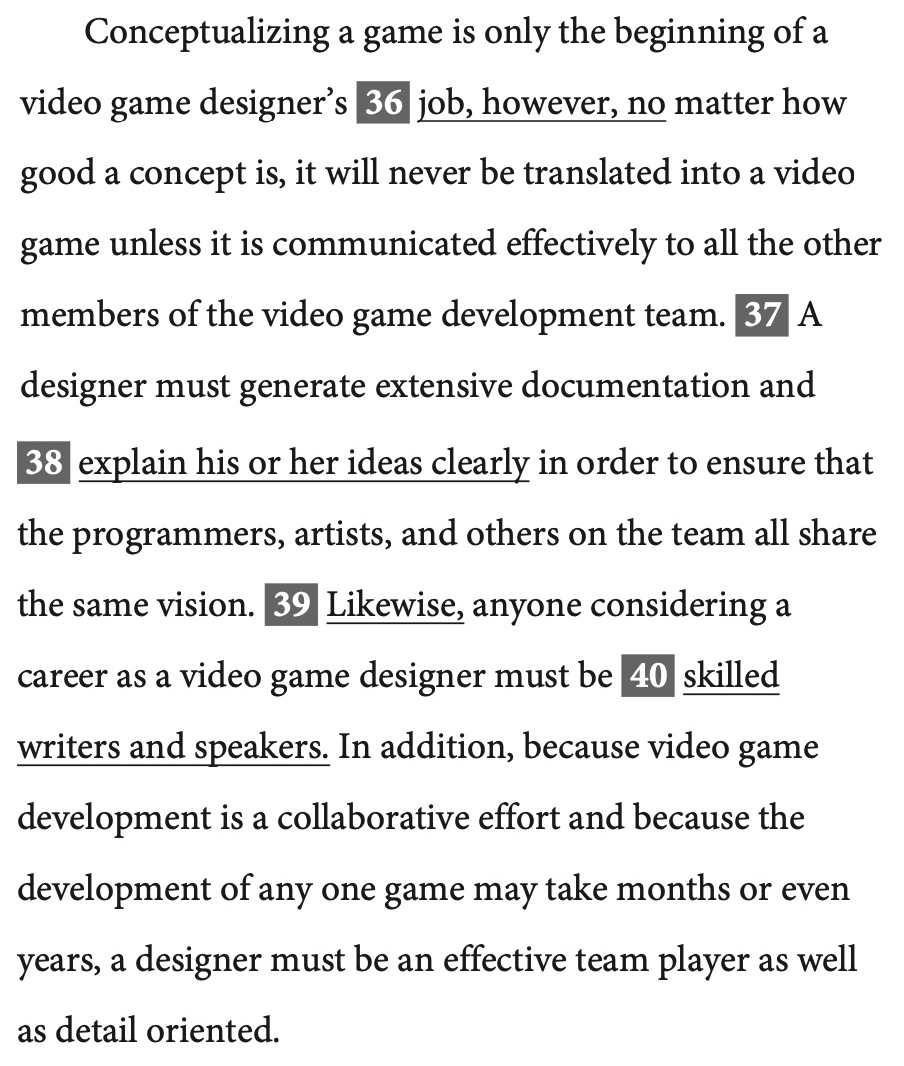 Conceptualizing a game is only the beginning of a
video game designer’s 36 job, however, no matter how
good a concept is, it will never be translated into a video
game unless it is communicated effectively to all the other
members of the video game development team. 37 A
designer must generate extensive documentation and
38 explain his or her ideas clearly in order to ensure that
the programmers, artists, and others on the team all share
the same vision. 39 Likewise, anyone considering a
career as a video game designer must be 40 skilled
writers and speakers. In addition, because video game
development is a collaborative effort and because the
development of any one game may take months or even
years, a designer must be an effective team player as well
as detail oriented.